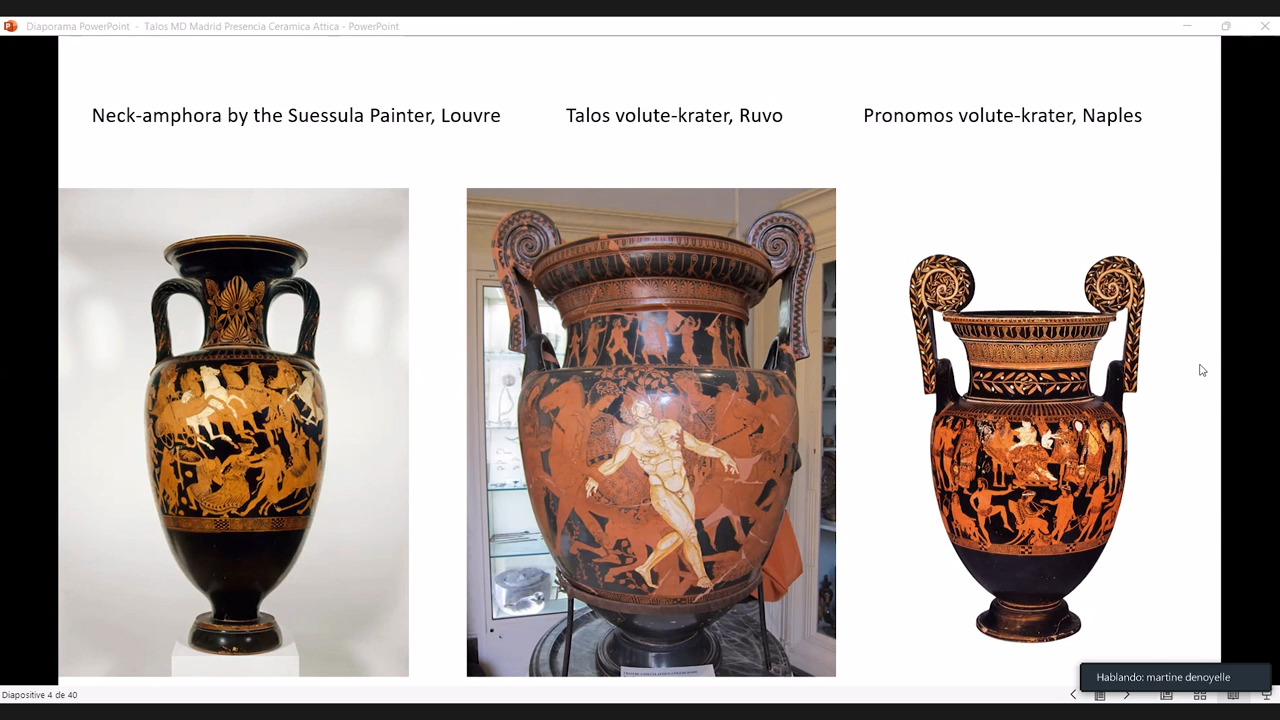 Diaporama PowerPoint - Talos MD Madrid Presencia Ceramica Attica - PowerPoint
Neck-amphora by the Suessula Painter, Louvre
Talos volute-krater, Ruvo
Pronomos volute-krater, Naples
Hablando: martine denoyelle
Diapositive 4 de 40